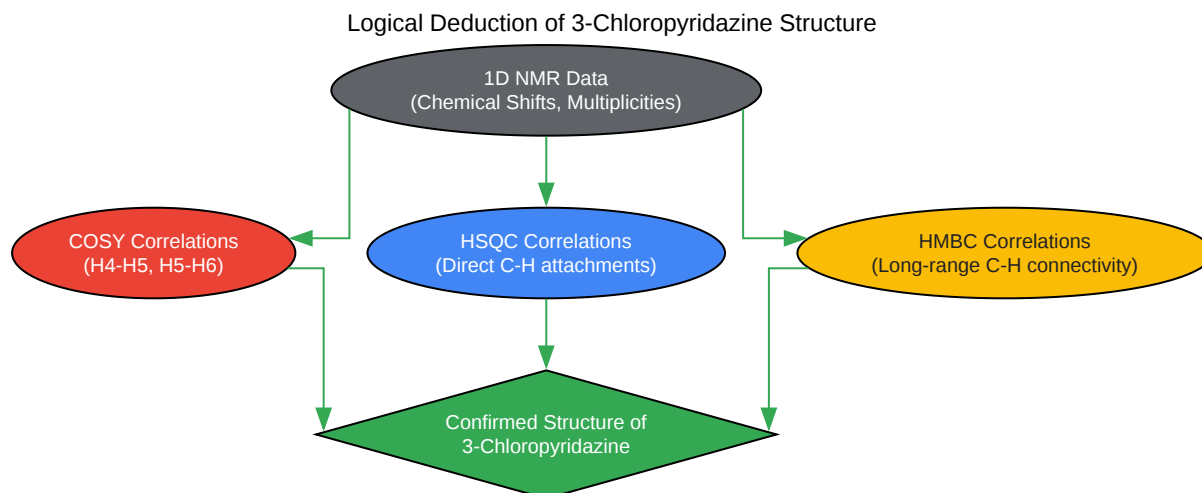 Logical Deduction of 3-Chloropyridazine Structure
1D NMR Data
(Chemical Shifts, Multiplicities)
COSY Correlations
(H4-H5, H5-H6)
HSQC Correlations
(Direct C-H attachments)
HMBC Correlations
(Long-range C-H connectivity)
Confirmed Structure of
3-Chloropyridazine